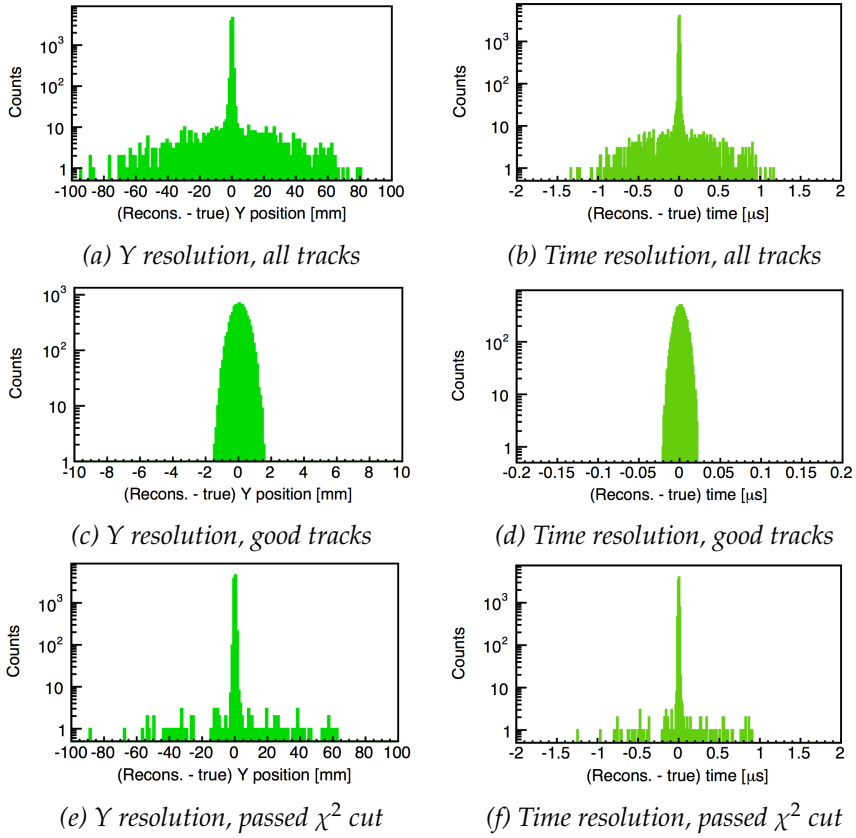 Counts
10³
10²
10
1
-100 -80 -60 -40 -20 0 20 40 60 80 100
(Recons. - true) Y position [mm]
(a) Y resolution, all tracks
Counts
10³
10²
10
1
-2 -1.5 -1 -0.5 0 0.5 1 1.5 2
(Recons. - true) time [μs]
(b) Time resolution, all tracks
Counts
10³
10²
10
1
-10 -8 -6 -4 -2 0 2 4 6 8 10
(Recons. - true) Y position [mm]
(c) Y resolution, good tracks
Counts
10²
10
1
-0.2 -0.15 -0.1 -0.05 0 0.05 0.1 0.15 0.2
(Recons. - true) time [μs]
(d) Time resolution, good tracks
Counts
10³
10²
10
1
-100 -80 -60 -40 -20 0 20 40 60 80 100
(Recons. - true) Y position [mm]
(e) Y resolution, passed χ² cut
Counts
10³
10²
10
1
-2 -1.5 -1 -0.5 0 0.5 1 1.5 2
(Recons. - true) time [μs]
(f) Time resolution, passed χ² cut